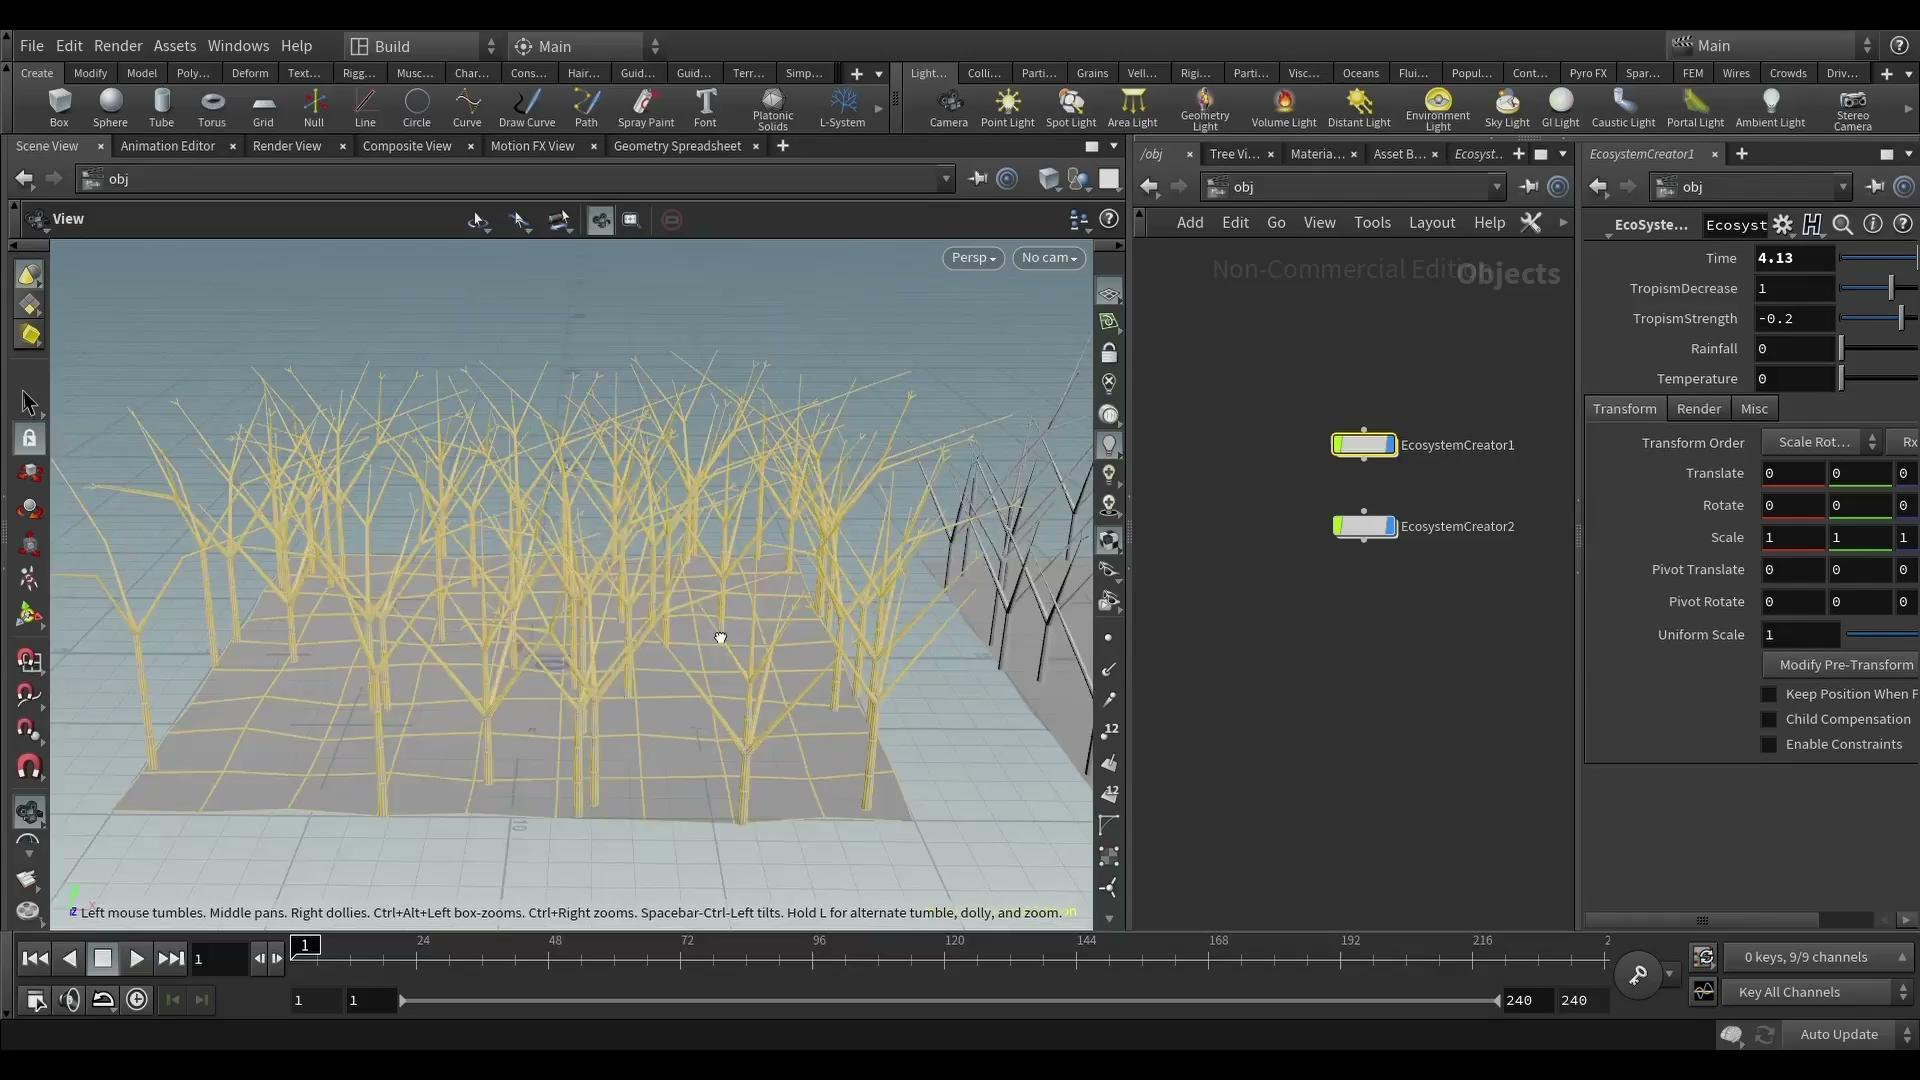 File Edit Render Assets Windows Help Build Main Main
Create Modify Model Poly... Deform Text... Rigg... Musc... Char... Cons... Hair... Guid... Guid... Terr... Simp... Light... Colli... Parti... Grains Vell... Rigi... Parti... Visc... Oceans Flui... Popul... Cont... Pyro FX Spar... FEM Wires Crowds Driv...
Box Sphere Tube Torus Grid Null Line Circle Curve Draw Curve Path Spray Paint Font Platonic Solids L-System Camera Point Light Spot Light Area Light Geometry Light Volume Light Distant Light Environment Light Sky Light GI Light Caustic Light Portal Light Ambient Light Stereo Camera
Scene View Animation Editor Render View Composite View Motion FX View Geometry Spreadsheet
/obj Tree Vi... Materia... Asset B... Ecosyst.. EcosystemCreator1
obj obj obj
View
Add Edit Go View Tools Layout Help
EcoSyste... Ecosyst
Persp No cam
Non-Commercial Editi
Objects
Time 4.13
TropismDecrease 1
TropismStrength -0.2
Rainfall 0
Temperature 0
Transform Render Misc
Transform Order Scale Rot... Rx
Translate 0 0 0
Rotate 0 0 0
Scale 1 1 1
Pivot Translate 0 0 0
Pivot Rotate 0 0 0
Uniform Scale 1
Modify Pre-Transform
Keep Position When P
Child Compensation
Enable Constraints
EcosystemCreator1
EcosystemCreator2
12
12
10
z Left mouse tumbles. Middle pans. Right dollies. Ctrl+Alt+Left box-zooms. Ctrl+Right zooms. Spacebar-Ctrl-Left tilts. Hold L for alternate tumble, dolly, and zoom.
1 1 24 48 72 96 120 144 168 192 216 2
0 keys, 9/9 channels
1 1 240 240
Key All Channels
Auto Update